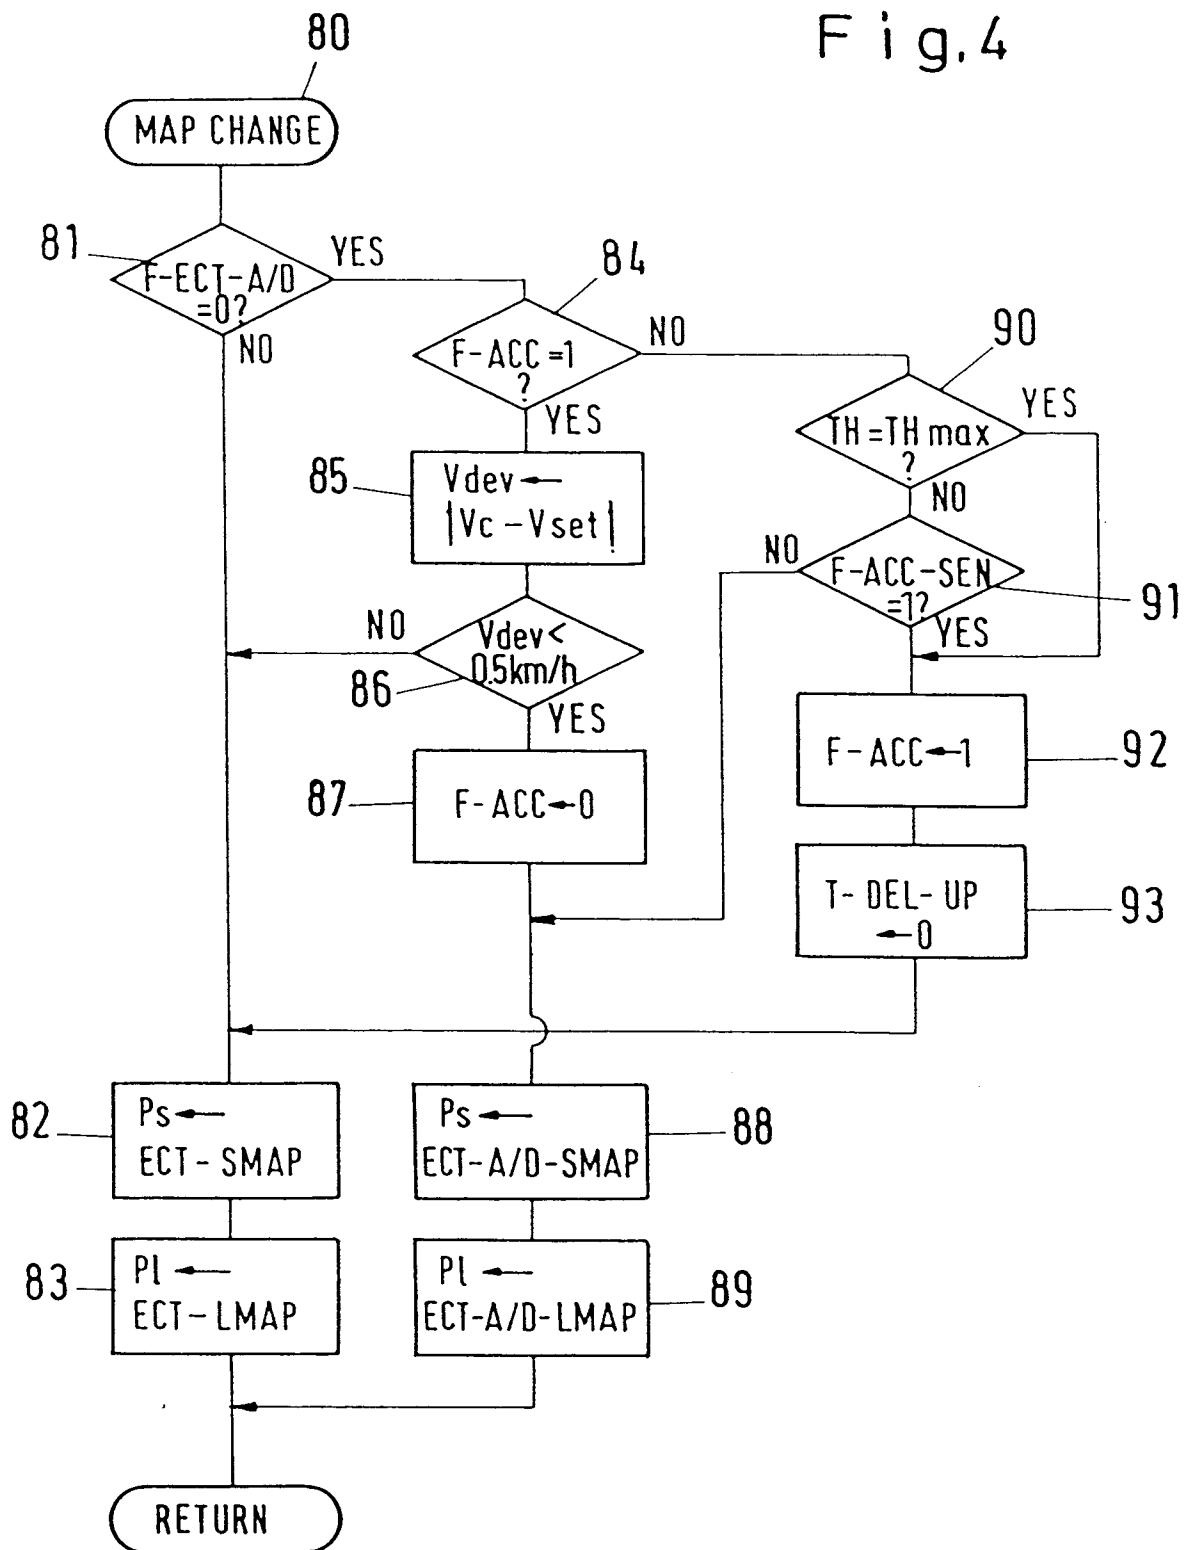 Fig.4
80
MAP CHANGE
81
F-ECT-A/D
=0?
YES
NO
84
F-ACC=1
?
NO
YES
90
TH=TH max
?
YES
NO
85
Vdev←
|Vc-Vset|
NO
F-ACC-SEN
=1?
91
YES
NO
Vdev<
0.5km/h
86
YES
F-ACC←1
92
87
F-ACC←0
T-DEL-UP
←0
93
82
Ps←
ECT-SMAP
Ps←
ECT-A/D-SMAP
88
83
Pl←
ECT-LMAP
Pl←
ECT-A/D-LMAP
89
RETURN